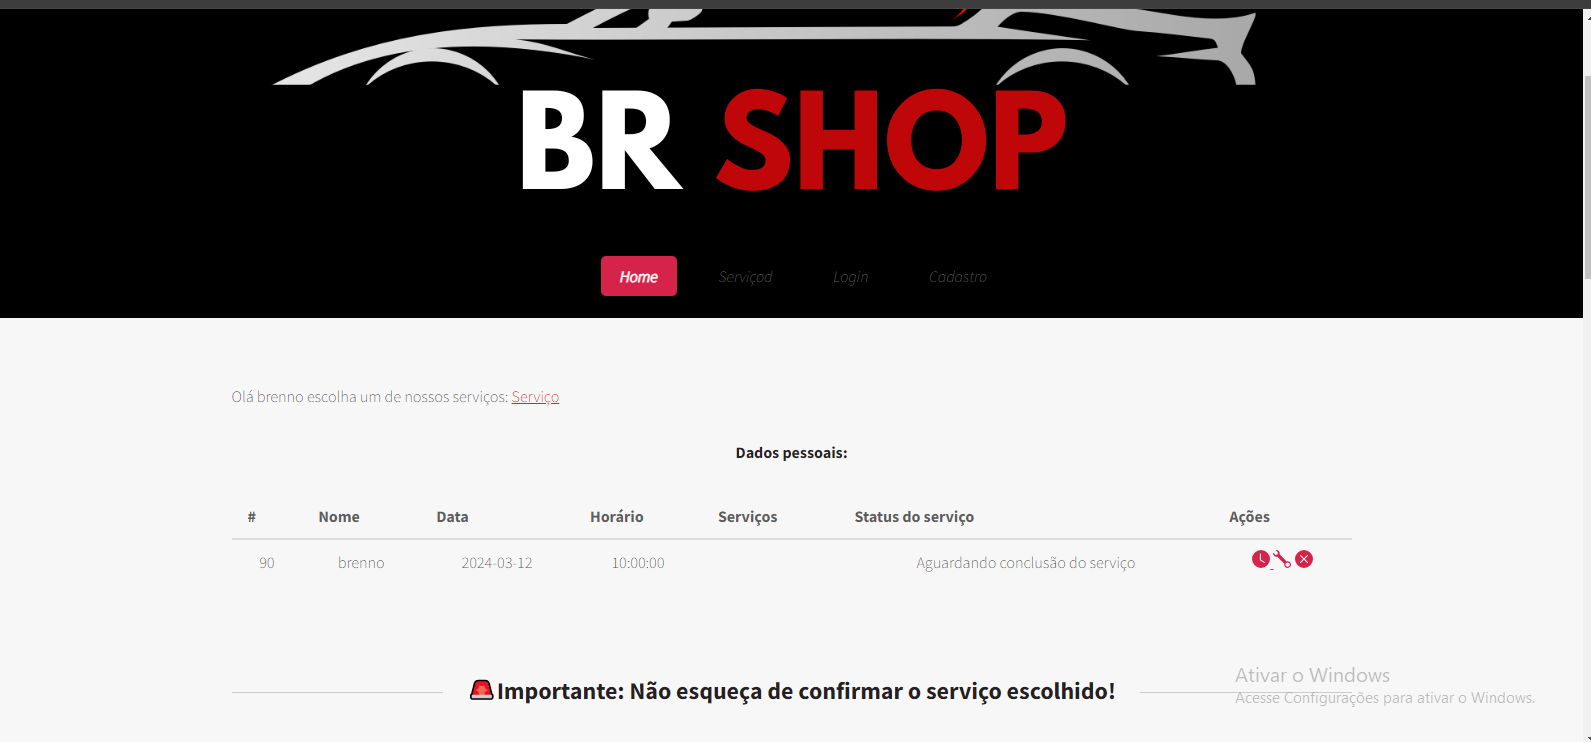 BR SHOP
Home Serviçod Login Cadastro
Olá brenno escolha um de nossos serviços: Serviço
Dados pessoais:
# Nome Data Horário Serviços Status do serviço Ações
90 brenno 2024-03-12 10:00:00 Aguardando conclusão do serviço
Importante: Não esqueça de confirmar o serviço escolhido!
Ativar o Windows
Acesse Configurações para ativar o Windows.